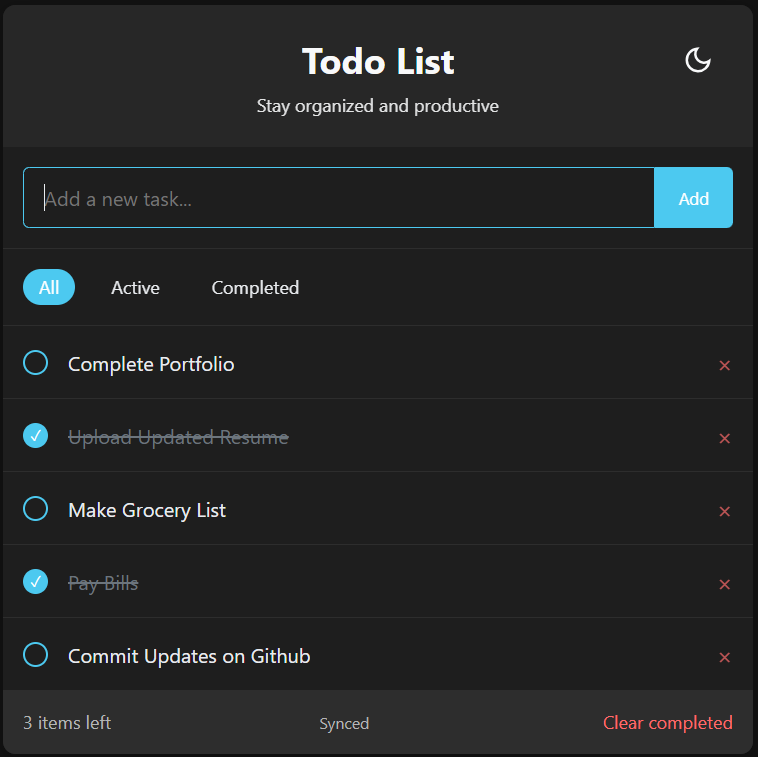 Todo List
Stay organized and productive
Add a new task...
Add
All
Active
Completed
Complete Portfolio
×
Upload Updated Resume
×
Make Grocery List
×
Pay Bills
×
Commit Updates on Github
×
3 items left
Synced
Clear completed